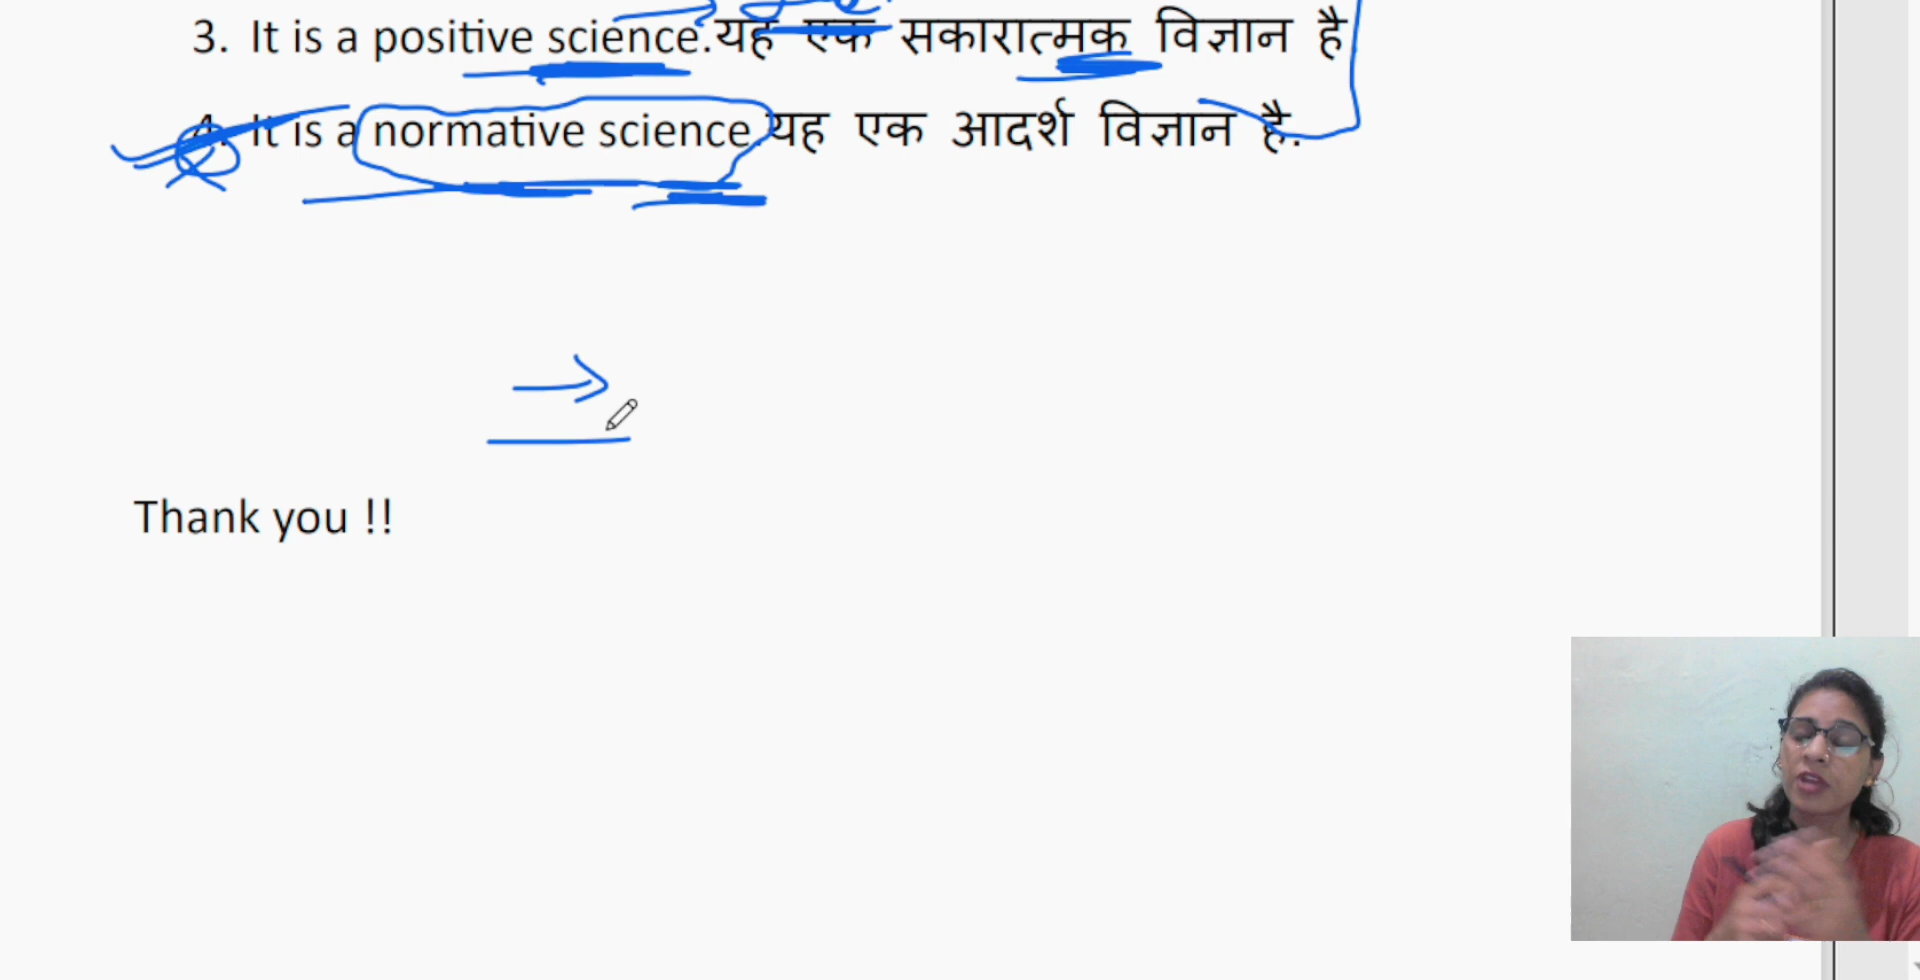 3. It is a positive science.यह एक सकारात्मक विज्ञान है
4. It is a normative science.यह एक आदर्श विज्ञान है.
Thank you !!